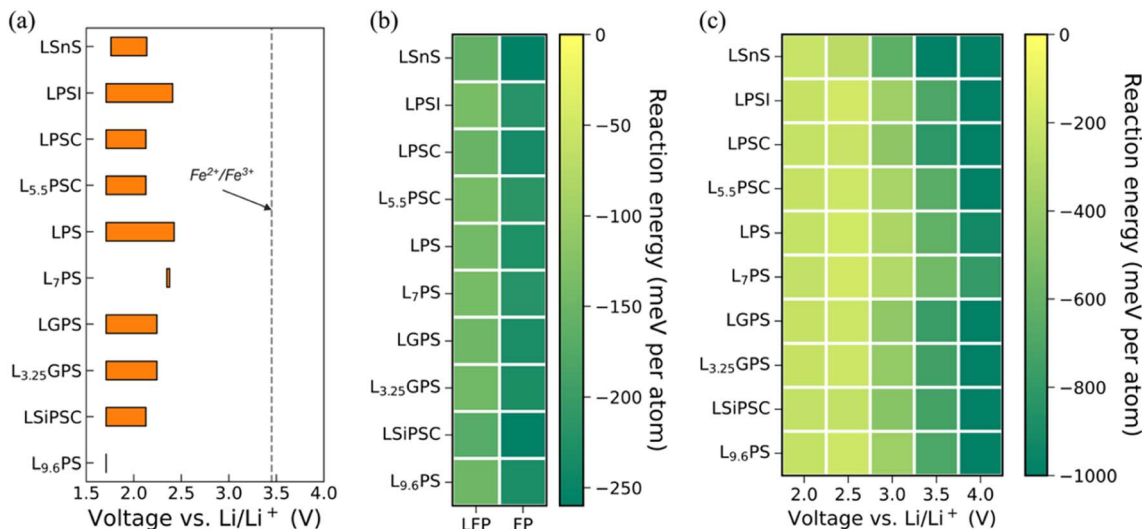 (a)
LSnS
LPSI
LPSC
L₅.₅PSC
LPS
L₇PS
LGPS
L₃.₂₅GPS
LSiPSC
L₉.₆PS
Fe²⁺/Fe³⁺
1.5 2.0 2.5 3.0 3.5 4.0
Voltage vs. Li/Li⁺ (V)
(b)
LSnS
LPSI
LPSC
L₅.₅PSC
LPS
L₇PS
LGPS
L₃.₂₅GPS
LSiPSC
L₉.₆PS
LFP FP
0
−50
−100
−150
−200
−250
Reaction energy (meV per atom)
(c)
LSnS
LPSI
LPSC
L₅.₅PSC
LPS
L₇PS
LGPS
L₃.₂₅GPS
LSiPSC
L₉.₆PS
2.0 2.5 3.0 3.5 4.0
Voltage vs. Li/Li⁺ (V)
0
−200
−400
−600
−800
−1000
Reaction energy (meV per atom)